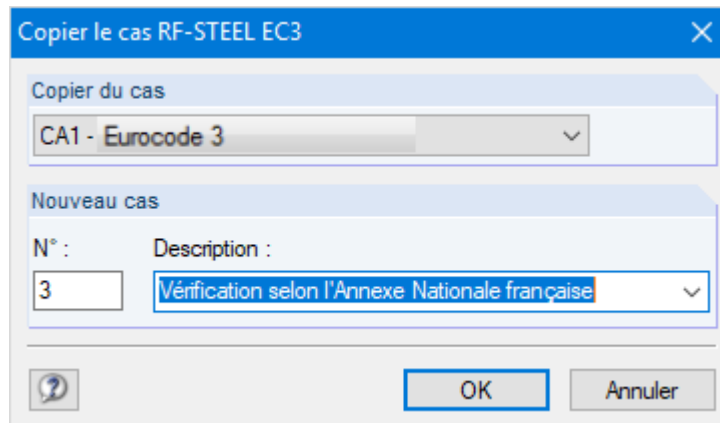 Copier le cas RF-STEEL EC3
Copier du cas
CA1 - Eurocode 3
Nouveau cas
N° : Description :
3 Vérification selon l'Annexe Nationale française
OK Annuler